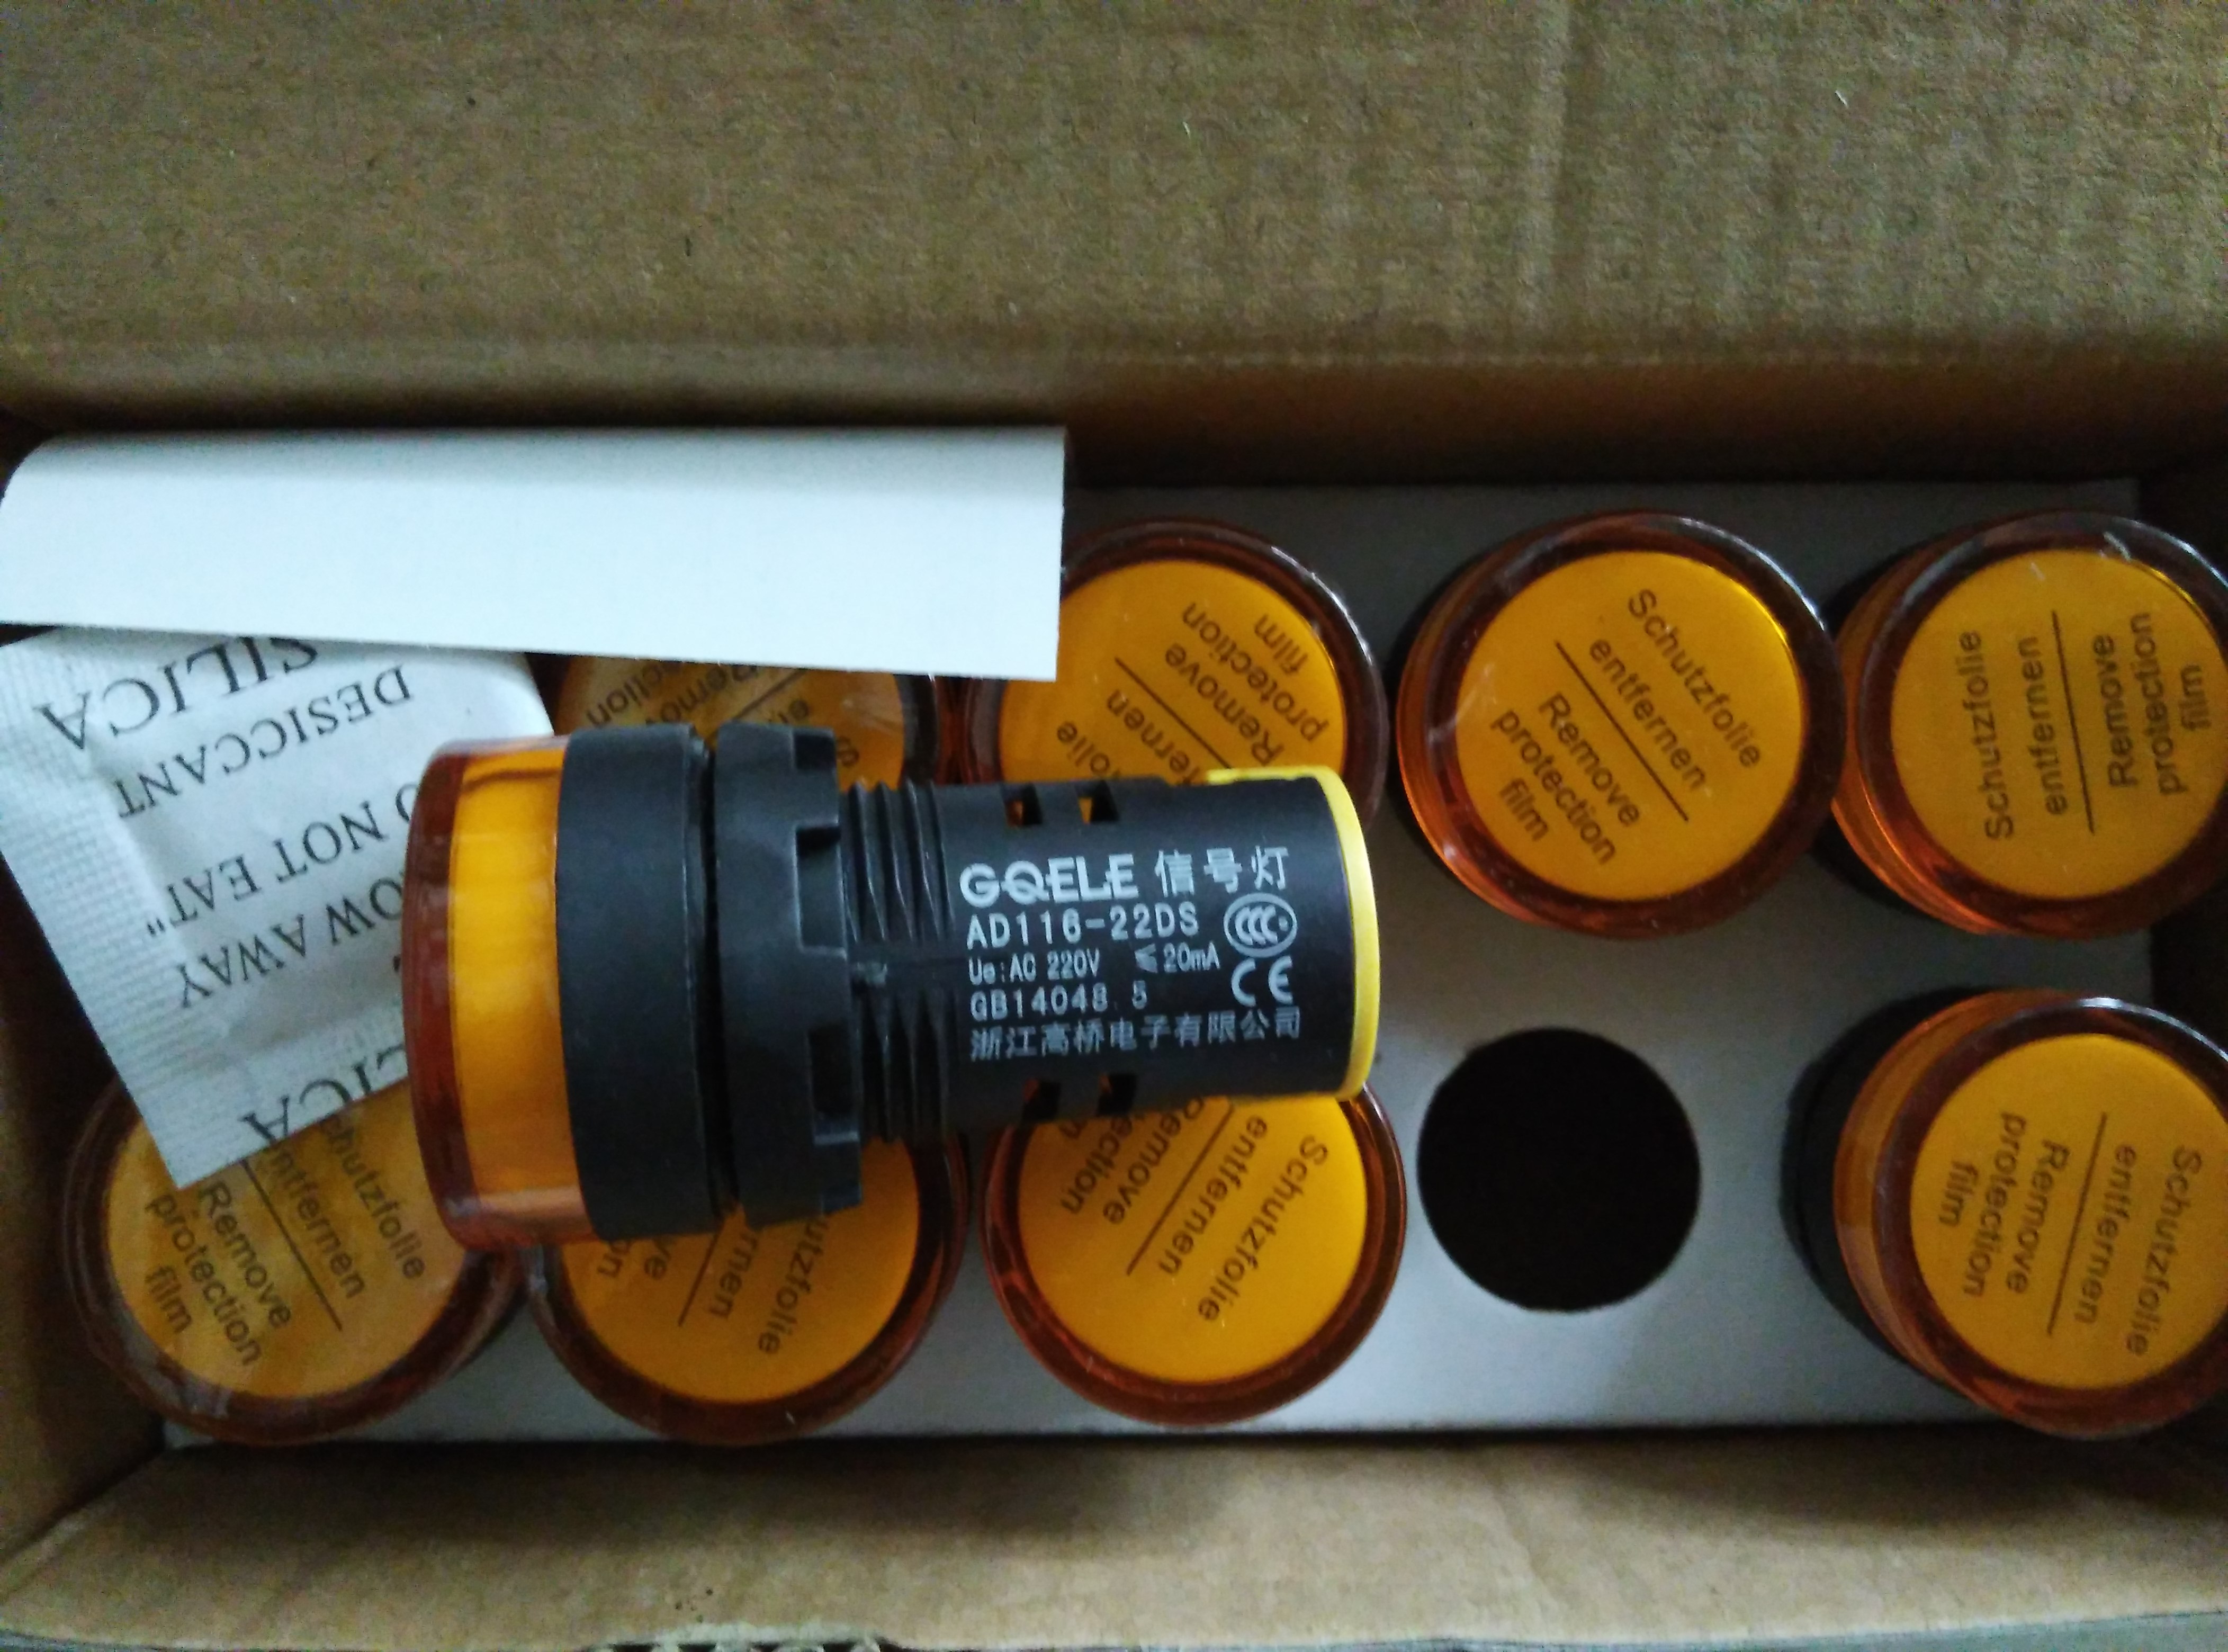 SILICA
DESICCANT
NOT EAT"
AWAY
Remove
protection
film
Schutzfolie
entfernen
Remove
protection
film
Schutzfolie
entfernen
Remove
protection
film
GQELE 信号灯
AD116-22DS
Ue:AC 220V ≤20mA
GB14048.5
CCC
CE
浙江高桥电子有限公司
Remove
protection
film
Schutzfolie
entfernen
Remove
Schutzfolie
entfernen
Remove
protection
film